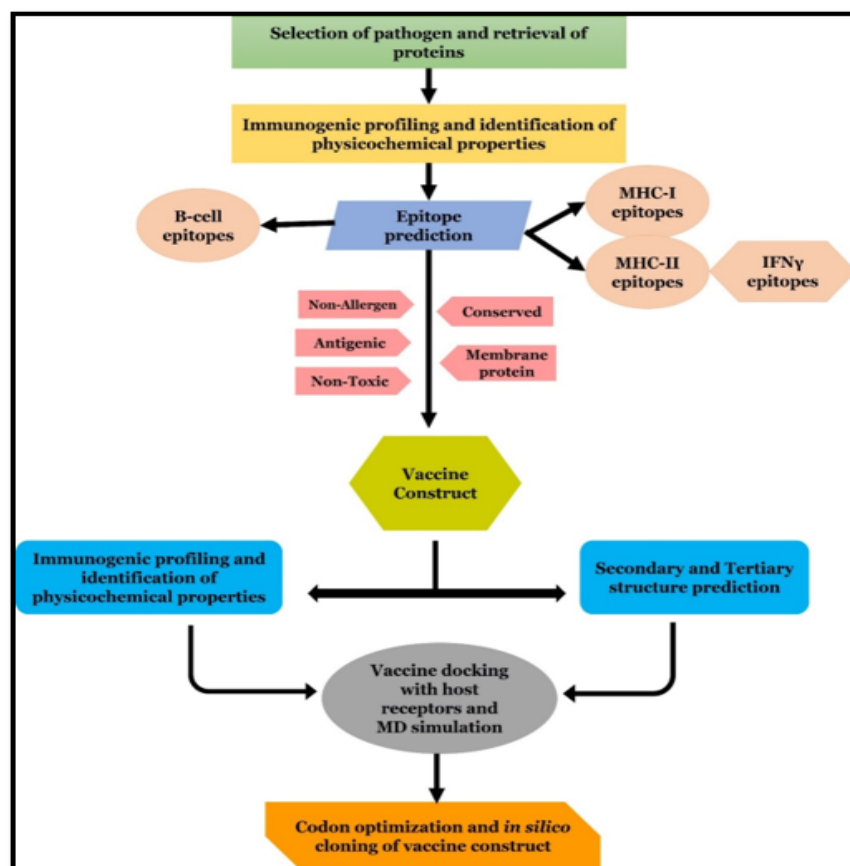 Selection of pathogen and retrieval of
proteins
Immunogenic profiling and identification of
physicochemical properties
B-cell
epitopes
Epitope
prediction
MHC-I
epitopes
MHC-II
epitopes
IFNγ
epitopes
Non-Allergen
Antigenic
Non-Toxic
Conserved
Membrane
protein
Vaccine
Construct
Immunogenic profiling and
identification of
physicochemical properties
Secondary and Tertiary
structure prediction
Vaccine docking
with host
receptors and
MD simulation
Codon optimization and in silico
cloning of vaccine construct